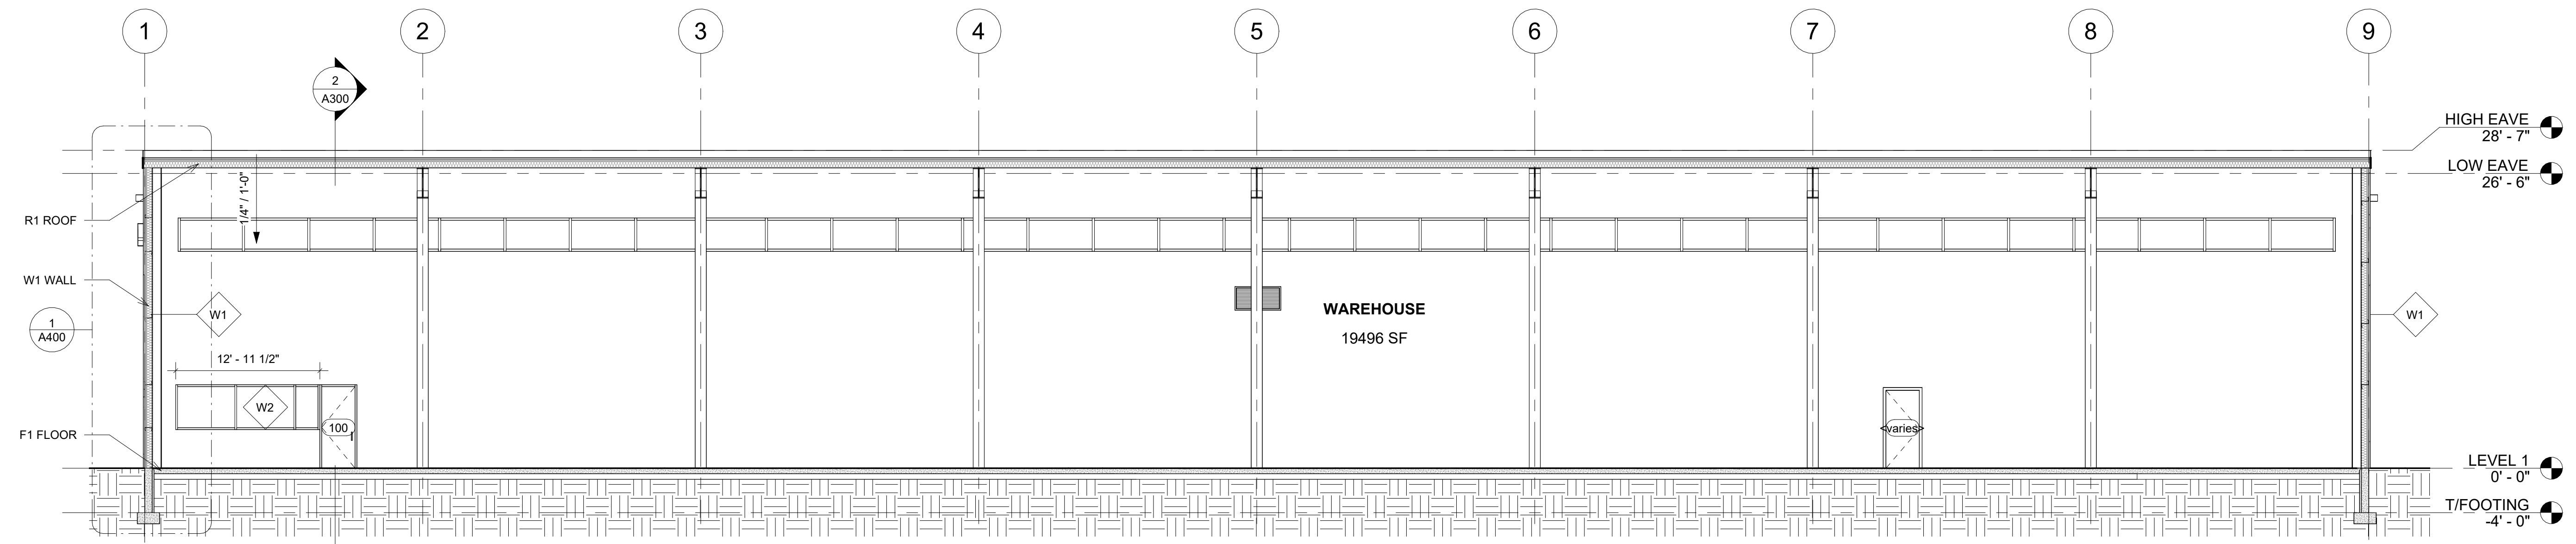 1 2 3 4 5 6 7 8 9
2
A300
HIGH EAVE
28' - 7"
LOW EAVE
26' - 6"
1/4" / 1'-0"
R1 ROOF
W1 WALL
W1
W1
1
A400
WAREHOUSE
19496 SF
12' - 11 1/2"
W2
100
<varies>
F1 FLOOR
LEVEL 1
0' - 0"
T/FOOTING
-4' - 0"